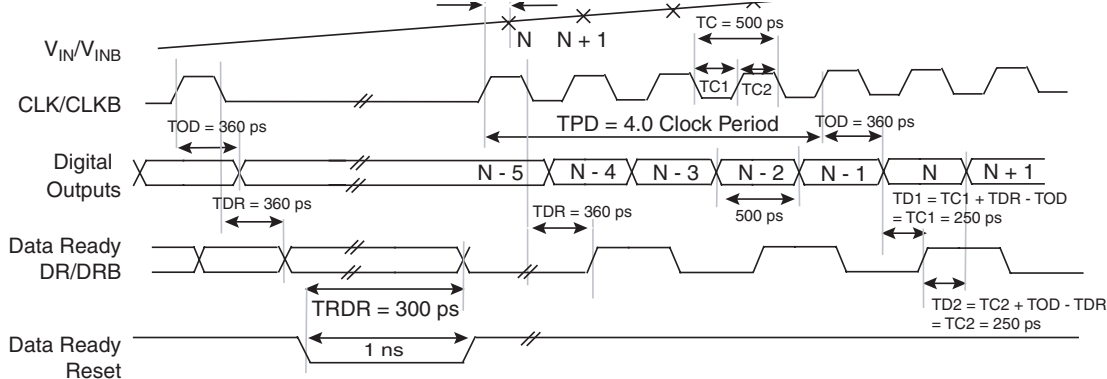 TC = 500 ps
N N + 1
V_IN/V_INB
TC1 TC2
CLK/CLKB
TOD = 360 ps
TPD = 4.0 Clock Period
TOD = 360 ps
Digital
Outputs
N - 5 N - 4 N - 3 N - 2 N - 1 N N + 1
TDR = 360 ps
TDR = 360 ps
500 ps
TD1 = TC1 + TDR - TOD
= TC1 = 250 ps
Data Ready
DR/DRB
TRDR = 300 ps
TD2 = TC2 + TOD - TDR
= TC2 = 250 ps
Data Ready
Reset
1 ns